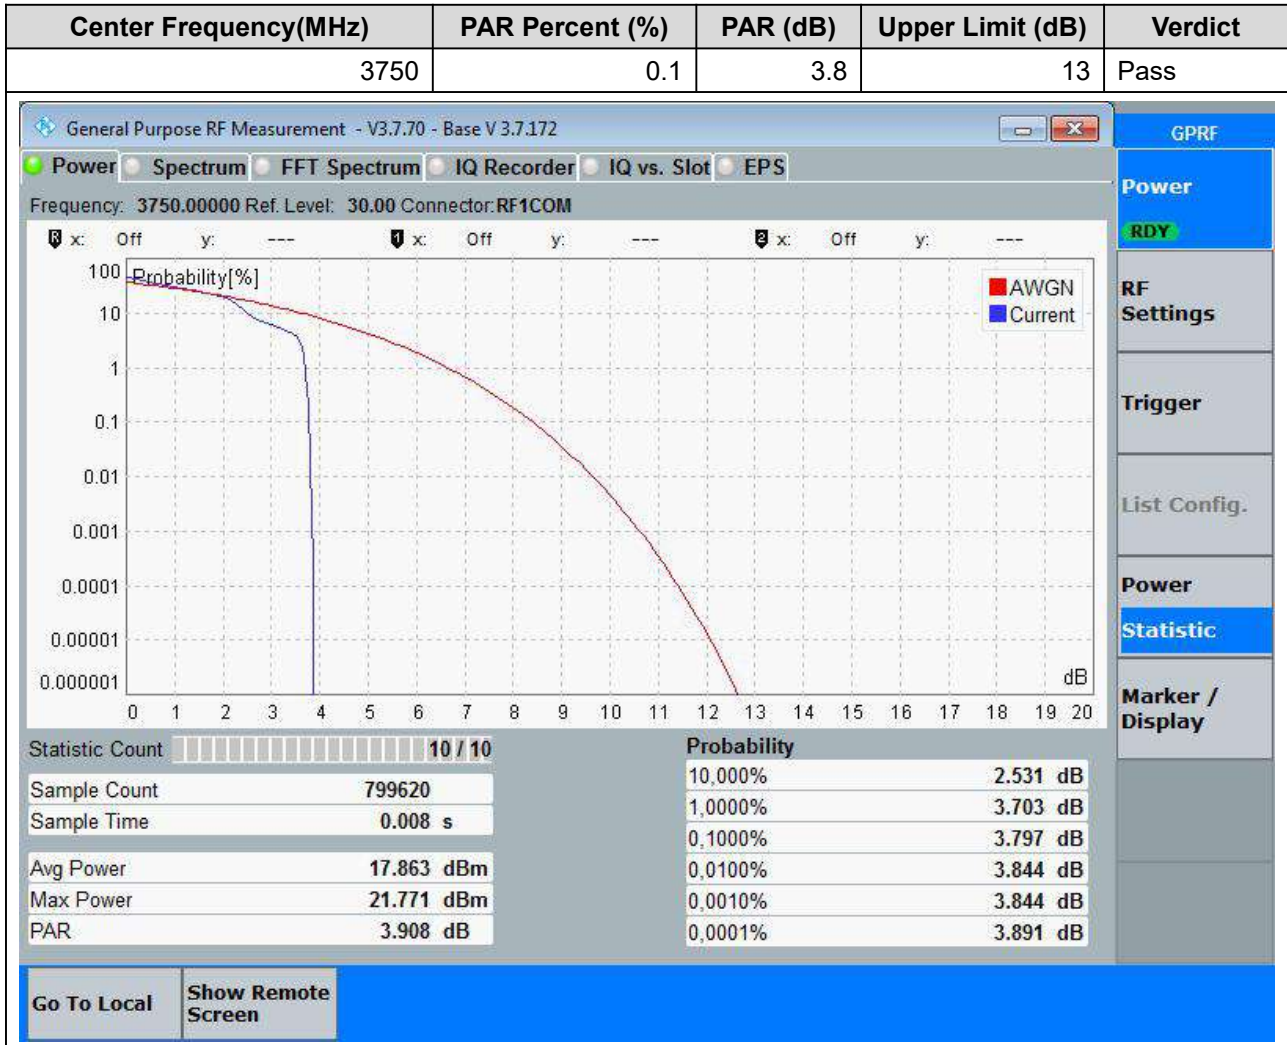 Center Frequency(MHz) PAR Percent (%) PAR (dB) Upper Limit (dB) Verdict
3750 0.1 3.8 13 Pass
General Purpose RF Measurement - V3.7.70 - Base V 3.7.172
GPRF
Power Spectrum FFT Spectrum IQ Recorder IQ vs. Slot EPS
Frequency: 3750.00000 Ref. Level: 30.00 Connector: RF1COM
R x: Off y: --- 1 x: Off y: --- 2 x: Off y: ---
Probability[%]
AWGN
Current
100
10
1
0.1
0.01
0.001
0.0001
0.00001
0.000001
dB
0 1 2 3 4 5 6 7 8 9 10 11 12 13 14 15 16 17 18 19 20
Statistic Count 10 / 10
Sample Count 799620
Sample Time 0.008 s
Avg Power 17.863 dBm
Max Power 21.771 dBm
PAR 3.908 dB
Probability
10,000% 2.531 dB
1,0000% 3.703 dB
0,1000% 3.797 dB
0,0100% 3.844 dB
0,0010% 3.844 dB
0,0001% 3.891 dB
Power
RDY
RF
Settings
Trigger
List Config.
Power
Statistic
Marker /
Display
Go To Local
Show Remote
Screen